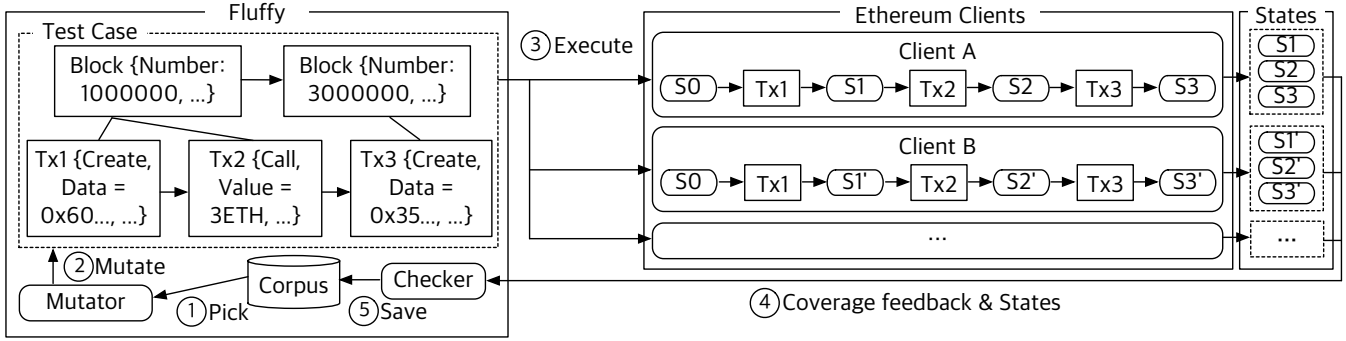 Fluffy
Test Case
Block {Number:
1000000, ...}
Block {Number:
3000000, ...}
Tx1 {Create,
Data =
0x60..., ...}
Tx2 {Call,
Value =
3ETH, ...}
Tx3 {Create,
Data =
0x35..., ...}
② Mutate
Mutator
① Pick
Corpus
⑤ Save
Checker
③ Execute
Ethereum Clients
Client A
S0 Tx1 S1 Tx2 S2 Tx3 S3
Client B
S0 Tx1 S1' Tx2 S2' Tx3 S3'
...
States
S1
S2
S3
S1'
S2'
S3'
...
④ Coverage feedback & States